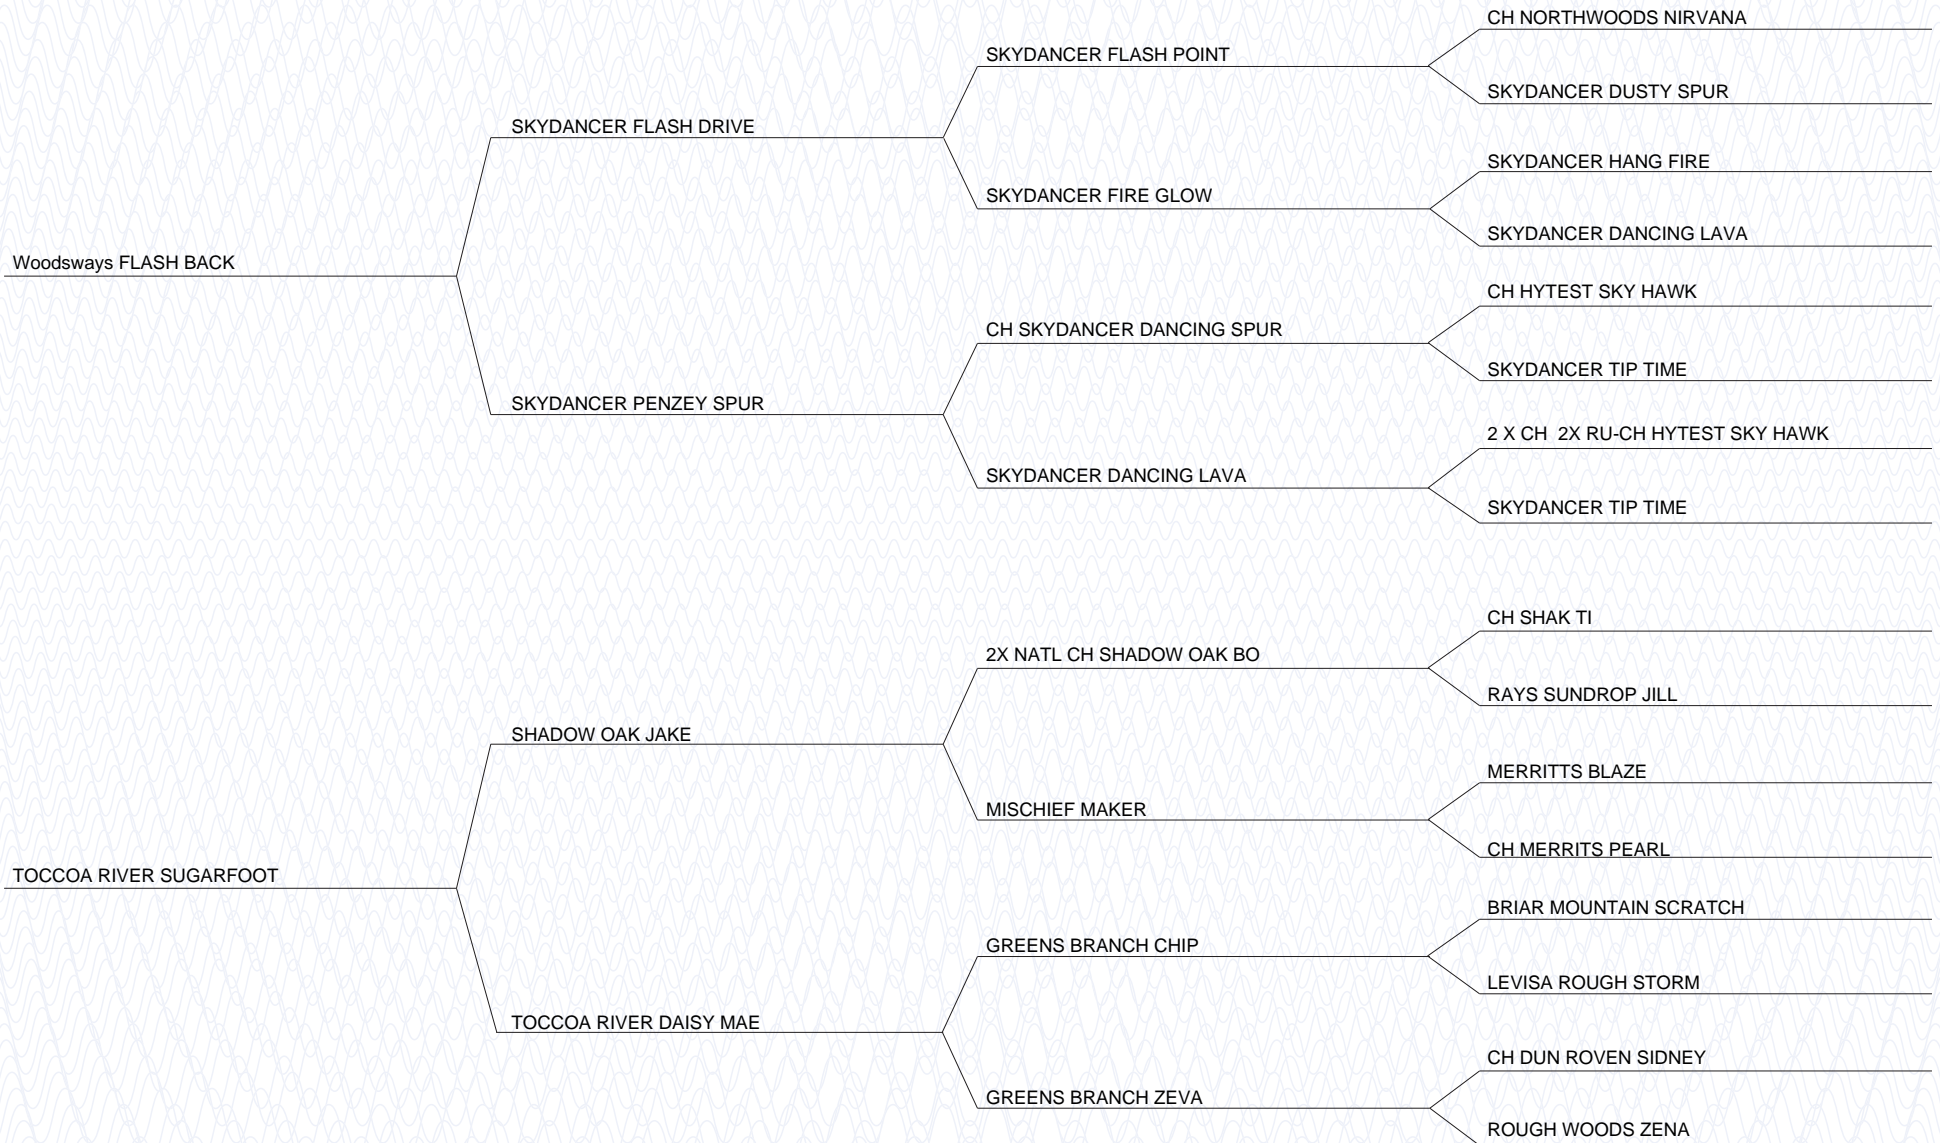 CH NORTHWOODS NIRVANA
SKYDANCER FLASH POINT
SKYDANCER DUSTY SPUR
SKYDANCER FLASH DRIVE
SKYDANCER HANG FIRE
SKYDANCER FIRE GLOW
SKYDANCER DANCING LAVA
Woodsways FLASH BACK
CH HYTEST SKY HAWK
CH SKYDANCER DANCING SPUR
SKYDANCER TIP TIME
SKYDANCER PENZEY SPUR
2 X CH  2X RU-CH HYTEST SKY HAWK
SKYDANCER DANCING LAVA
SKYDANCER TIP TIME
CH SHAK TI
2X NATL CH SHADOW OAK BO
RAYS SUNDROP JILL
SHADOW OAK JAKE
MERRITTS BLAZE
MISCHIEF MAKER
CH MERRITS PEARL
TOCCOA RIVER SUGARFOOT
BRIAR MOUNTAIN SCRATCH
GREENS BRANCH CHIP
LEVISA ROUGH STORM
TOCCOA RIVER DAISY MAE
CH DUN ROVEN SIDNEY
GREENS BRANCH ZEVA
ROUGH WOODS ZENA